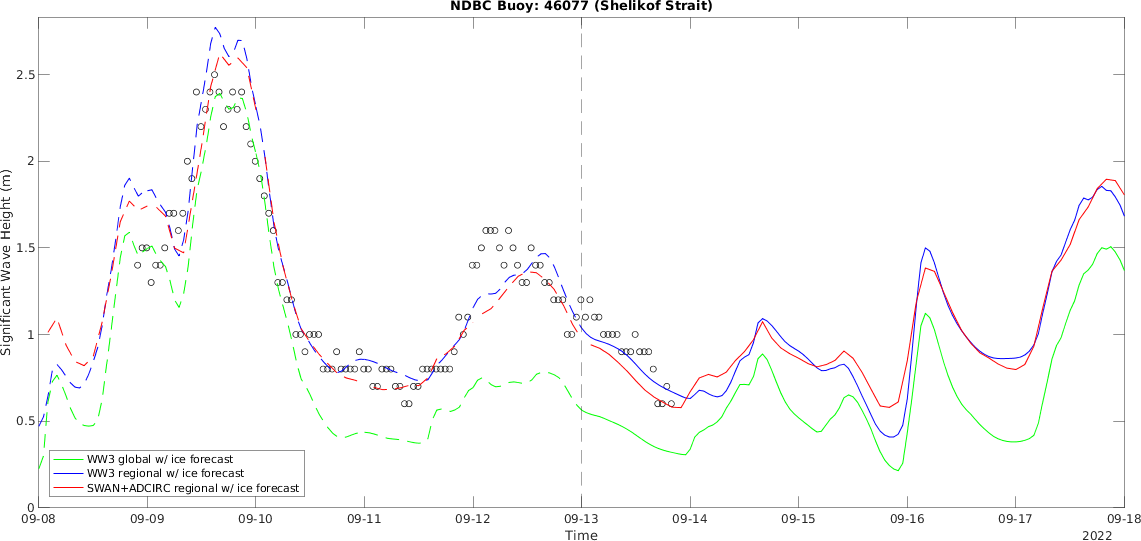 NDBC Buoy: 46077 (Shelikof Strait)
Significant Wave Height (m)
2.5
2
1.5
1
0.5
0
WW3 global w/ ice forecast
WW3 regional w/ ice forecast
SWAN+ADCIRC regional w/ ice forecast
09-08 09-09 09-10 09-11 09-12 09-13 09-14 09-15 09-16 09-17 09-18
Time
2022